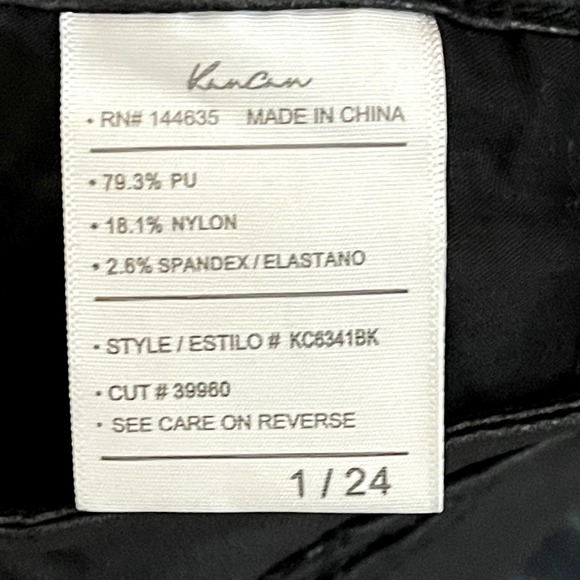 KanCan
• RN# 144635 MADE IN CHINA
• 79.3% PU
• 18.1% NYLON
• 2.6% SPANDEX / ELASTANO
• STYLE / ESTILO # KC6341BK
• CUT # 39960
• SEE CARE ON REVERSE
1 / 24